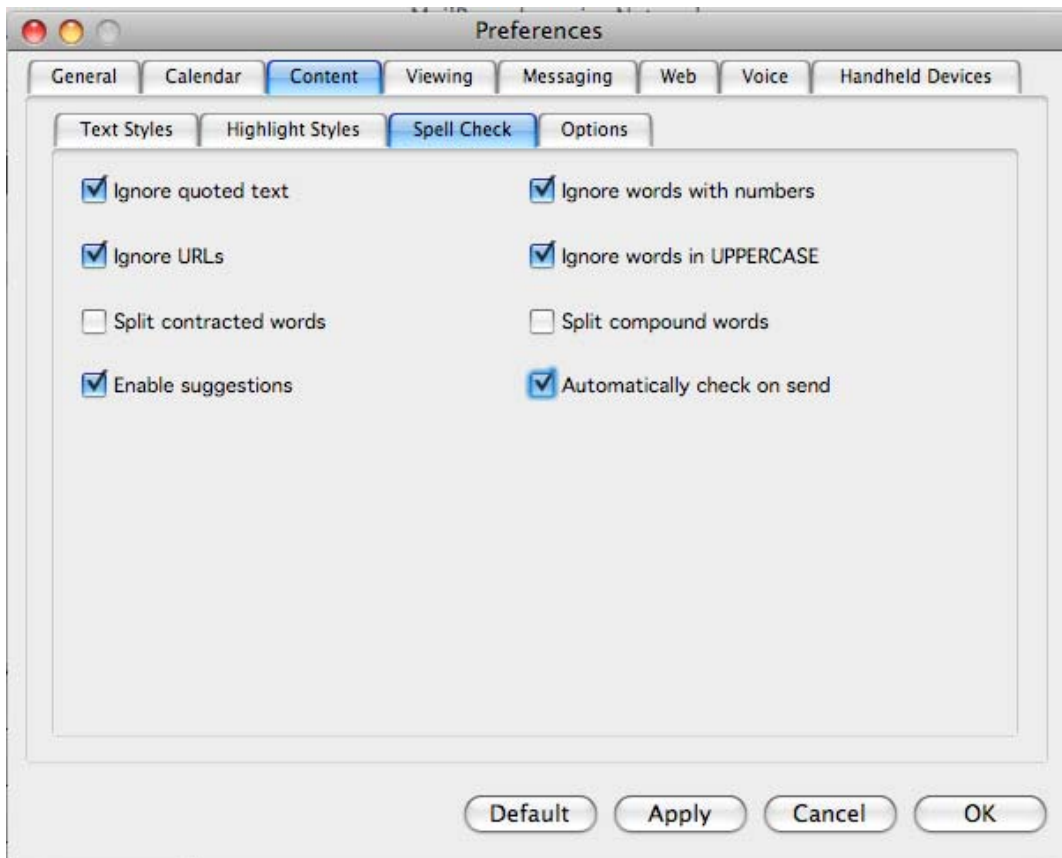 Preferences
General Calendar Content Viewing Messaging Web Voice Handheld Devices
Text Styles Highlight Styles Spell Check Options
Ignore quoted text Ignore words with numbers
Ignore URLs Ignore words in UPPERCASE
Split contracted words Split compound words
Enable suggestions Automatically check on send
Default Apply Cancel OK